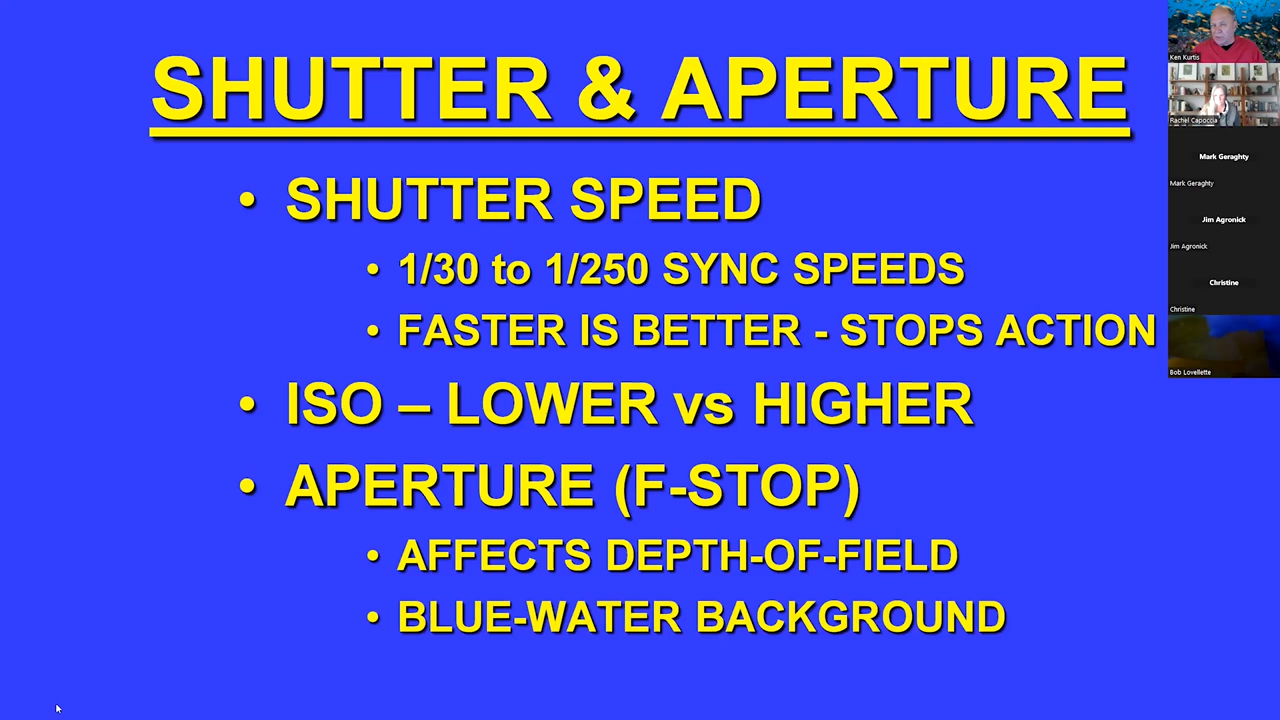 SHUTTER & APERTURE
• SHUTTER SPEED
• 1/30 to 1/250 SYNC SPEEDS
• FASTER IS BETTER - STOPS ACTION
• ISO – LOWER vs HIGHER
• APERTURE (F-STOP)
• AFFECTS DEPTH-OF-FIELD
• BLUE-WATER BACKGROUND
Ken Kurtis
Rachel Capoccia
Mark Geraghty
Mark Geraghty
Jim Agronick
Jim Agronick
Christine
Christine
Bob Lovellette